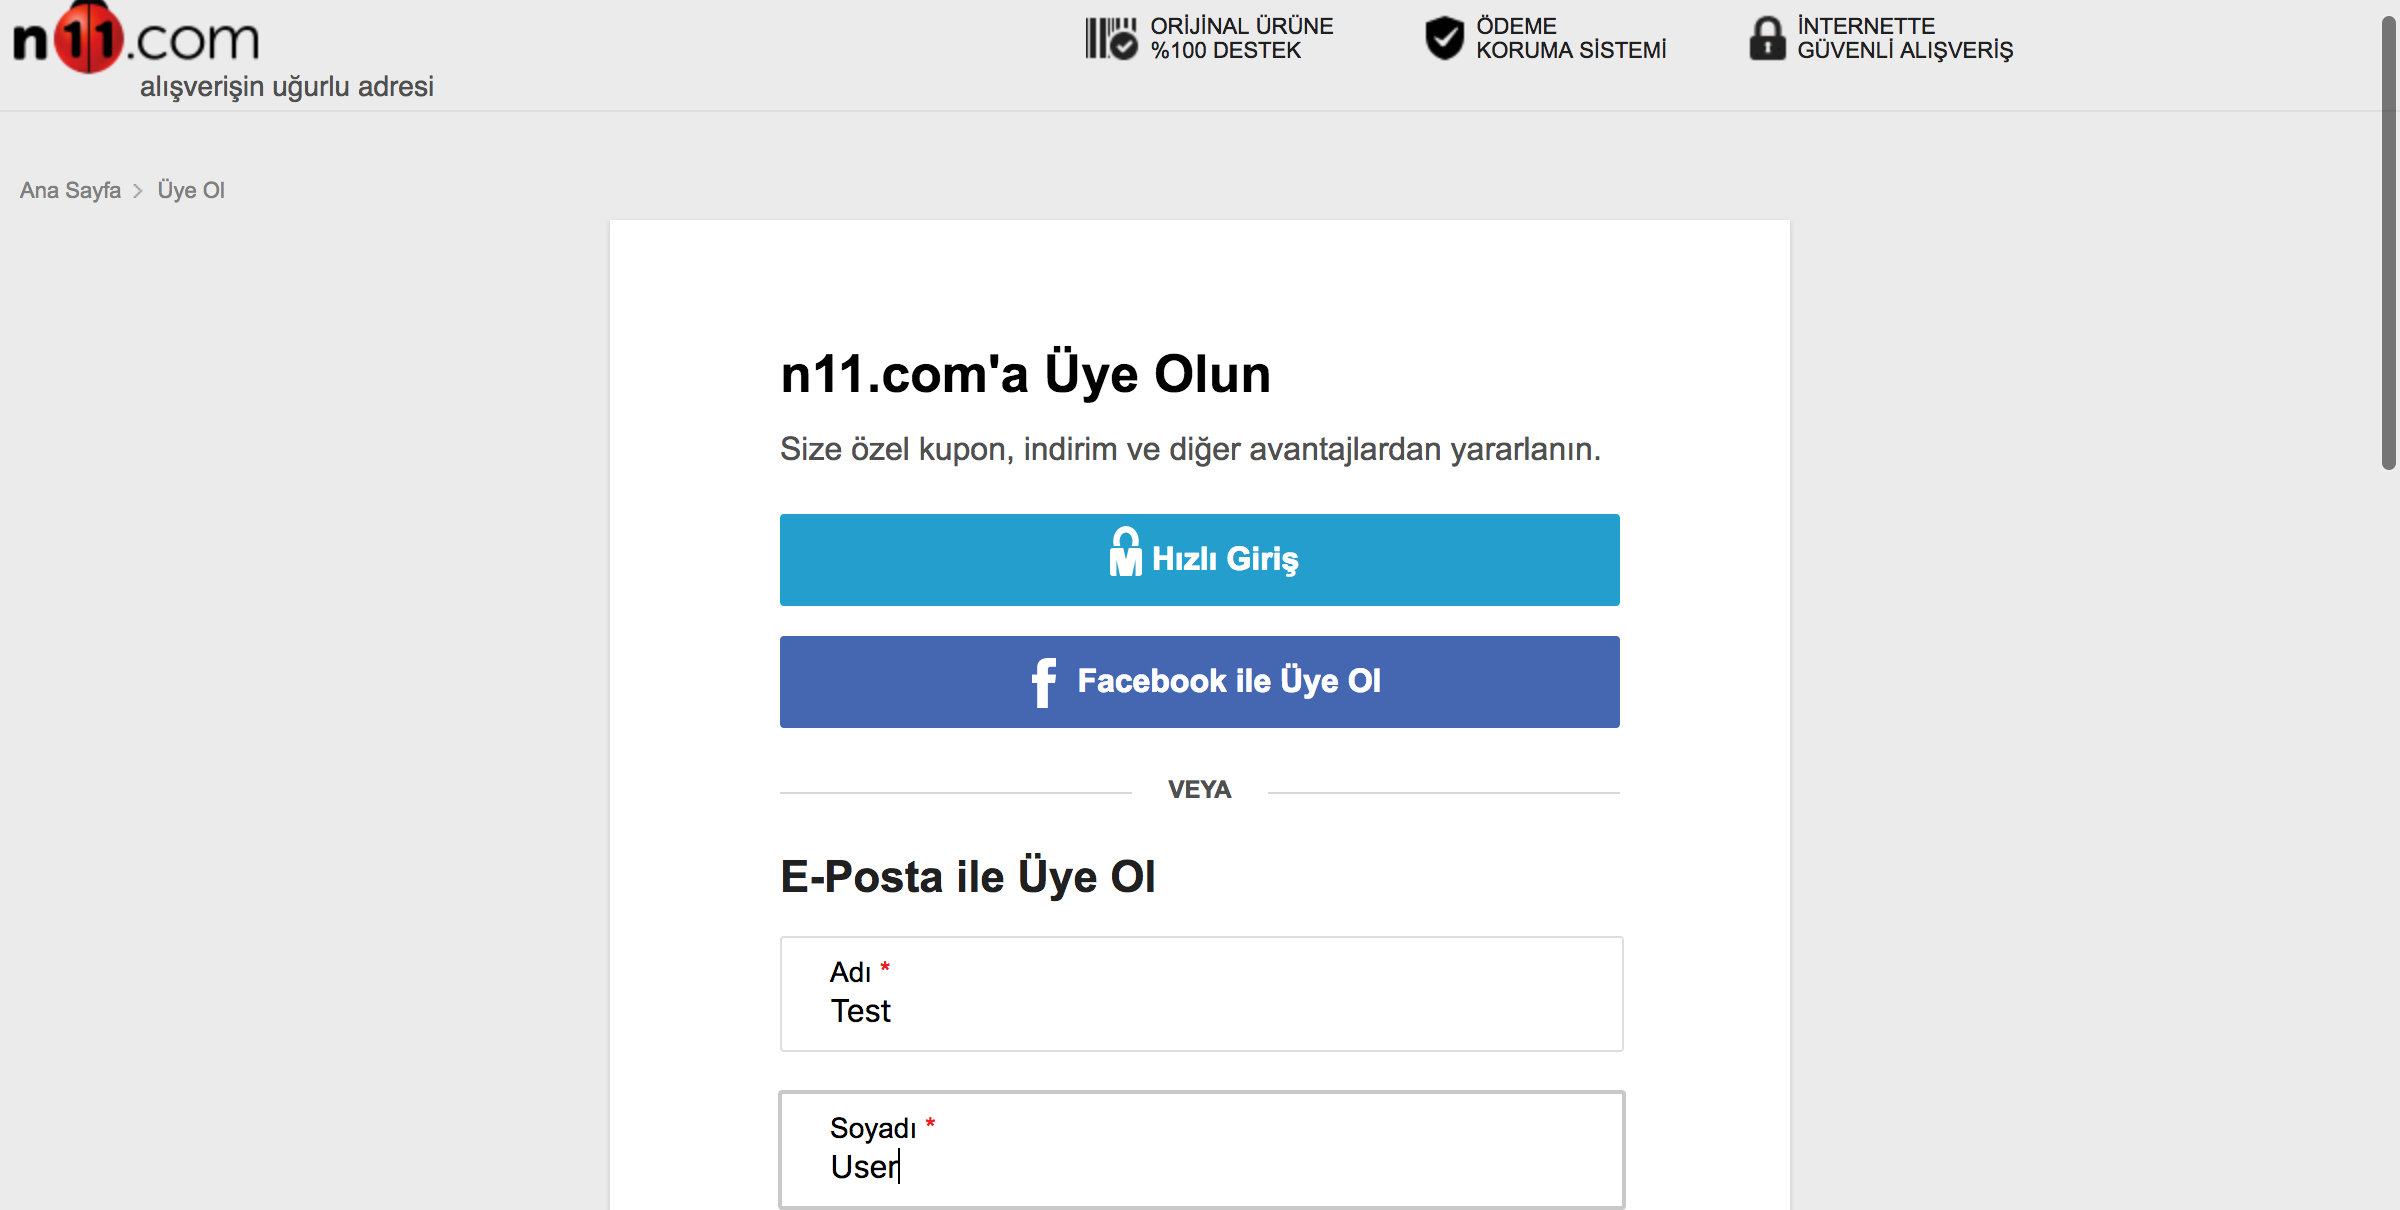 n11.com
alışverişin uğurlu adresi
ORİJİNAL ÜRÜNE
%100 DESTEK
ÖDEME
KORUMA SİSTEMİ
İNTERNETTE
GÜVENLİ ALIŞVERİŞ
Ana Sayfa > Üye Ol
n11.com'a Üye Olun
Size özel kupon, indirim ve diğer avantajlardan yararlanın.
Hızlı Giriş
Facebook ile Üye Ol
VEYA
E-Posta ile Üye Ol
Adı *
Test
Soyadı *
User